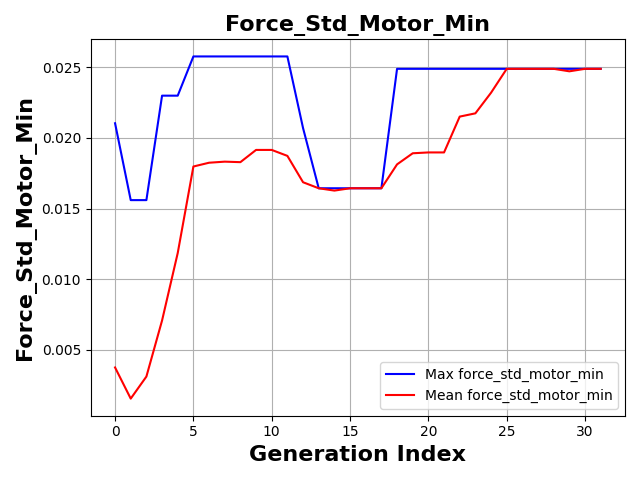 Force_Std_Motor_Min
Force_Std_Motor_Min
0.025
0.020
0.015
0.010
0.005
0
5
10
15
20
25
30
Max force_std_motor_min
Mean force_std_motor_min
Generation Index